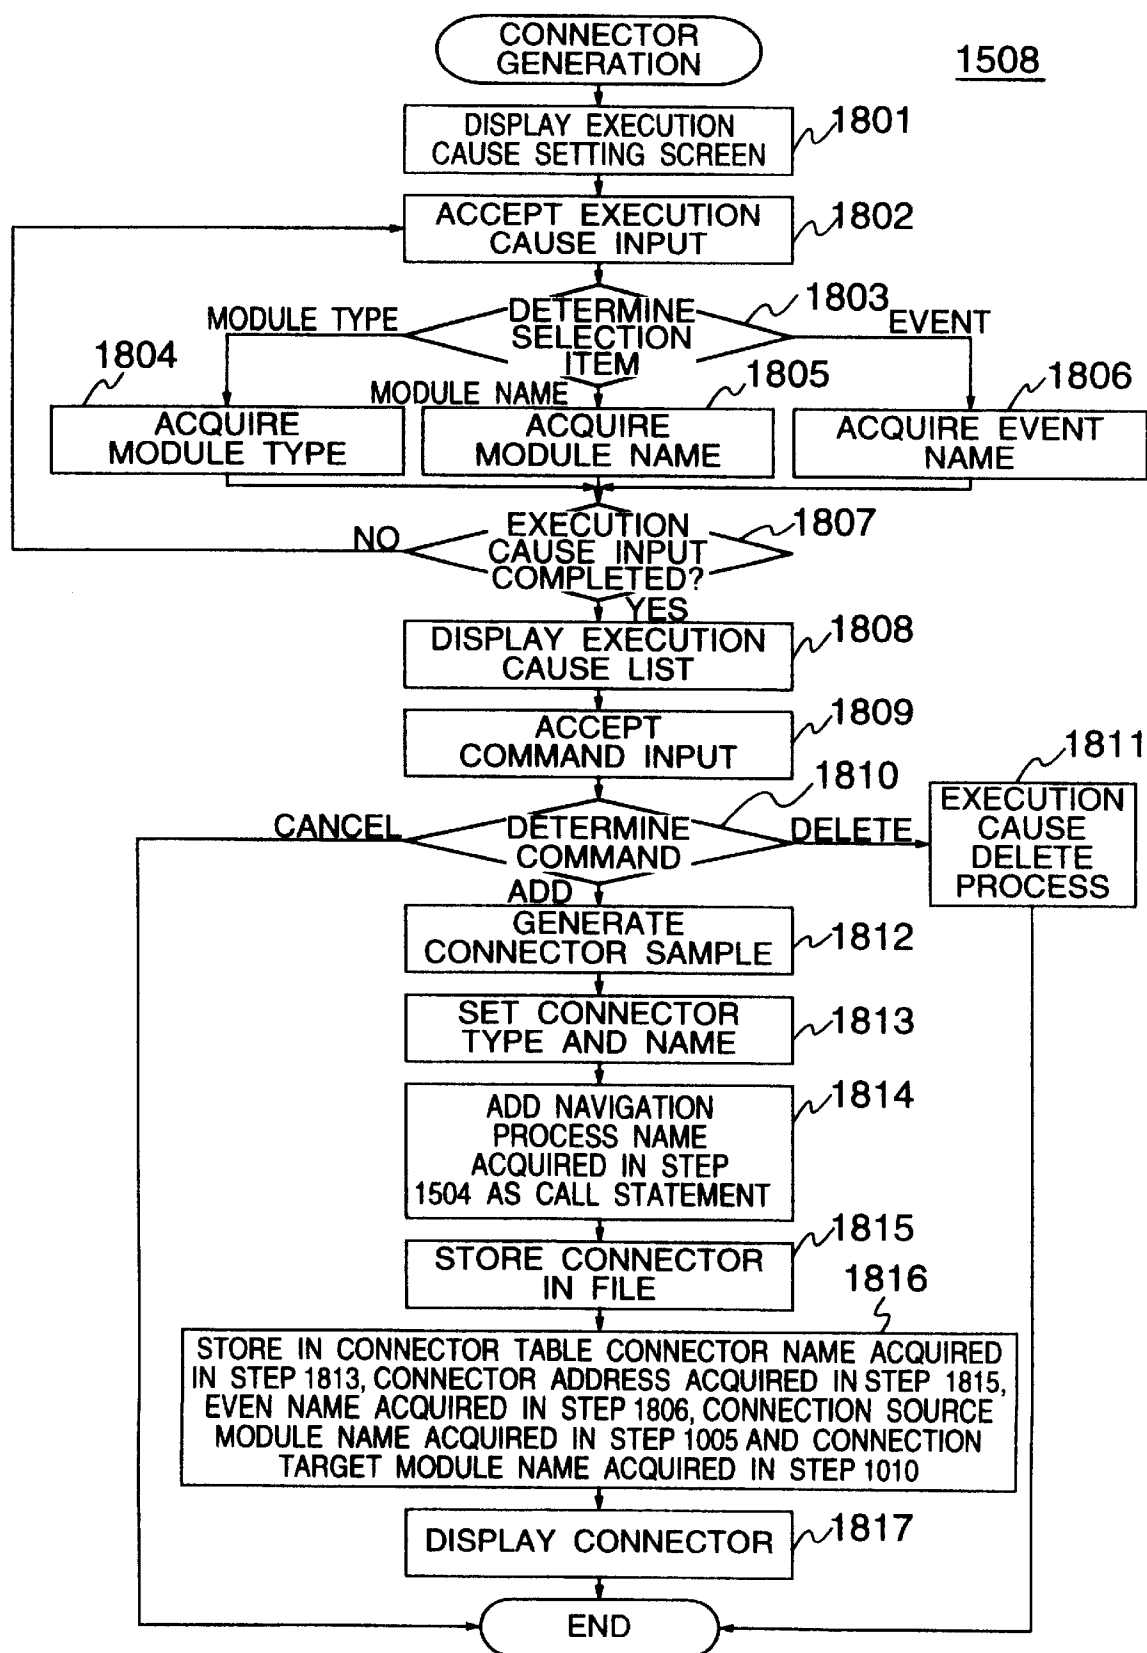 CONNECTOR
GENERATION
1508
DISPLAY EXECUTION
CAUSE SETTING SCREEN
1801
ACCEPT EXECUTION
CAUSE INPUT
1802
DETERMINE
SELECTION
ITEM
1803
MODULE TYPE
MODULE NAME
EVENT
1804
ACQUIRE
MODULE TYPE
1805
ACQUIRE
MODULE NAME
1806
ACQUIRE EVENT
NAME
EXECUTION
CAUSE INPUT
COMPLETED?
1807
NO
YES
DISPLAY EXECUTION
CAUSE LIST
1808
ACCEPT
COMMAND INPUT
1809
DETERMINE
COMMAND
1810
CANCEL
DELETE
ADD
1811
EXECUTION
CAUSE
DELETE
PROCESS
GENERATE
CONNECTOR SAMPLE
1812
SET CONNECTOR
TYPE AND NAME
1813
ADD NAVIGATION
PROCESS NAME
ACQUIRED IN STEP
1504 AS CALL STATEMENT
1814
STORE CONNECTOR
IN FILE
1815
1816
STORE IN CONNECTOR TABLE CONNECTOR NAME ACQUIRED
IN STEP 1813, CONNECTOR ADDRESS ACQUIRED IN STEP 1815,
EVEN NAME ACQUIRED IN STEP 1806, CONNECTION SOURCE
MODULE NAME ACQUIRED IN STEP 1005 AND CONNECTION
TARGET MODULE NAME ACQUIRED IN STEP 1010
DISPLAY CONNECTOR
1817
END